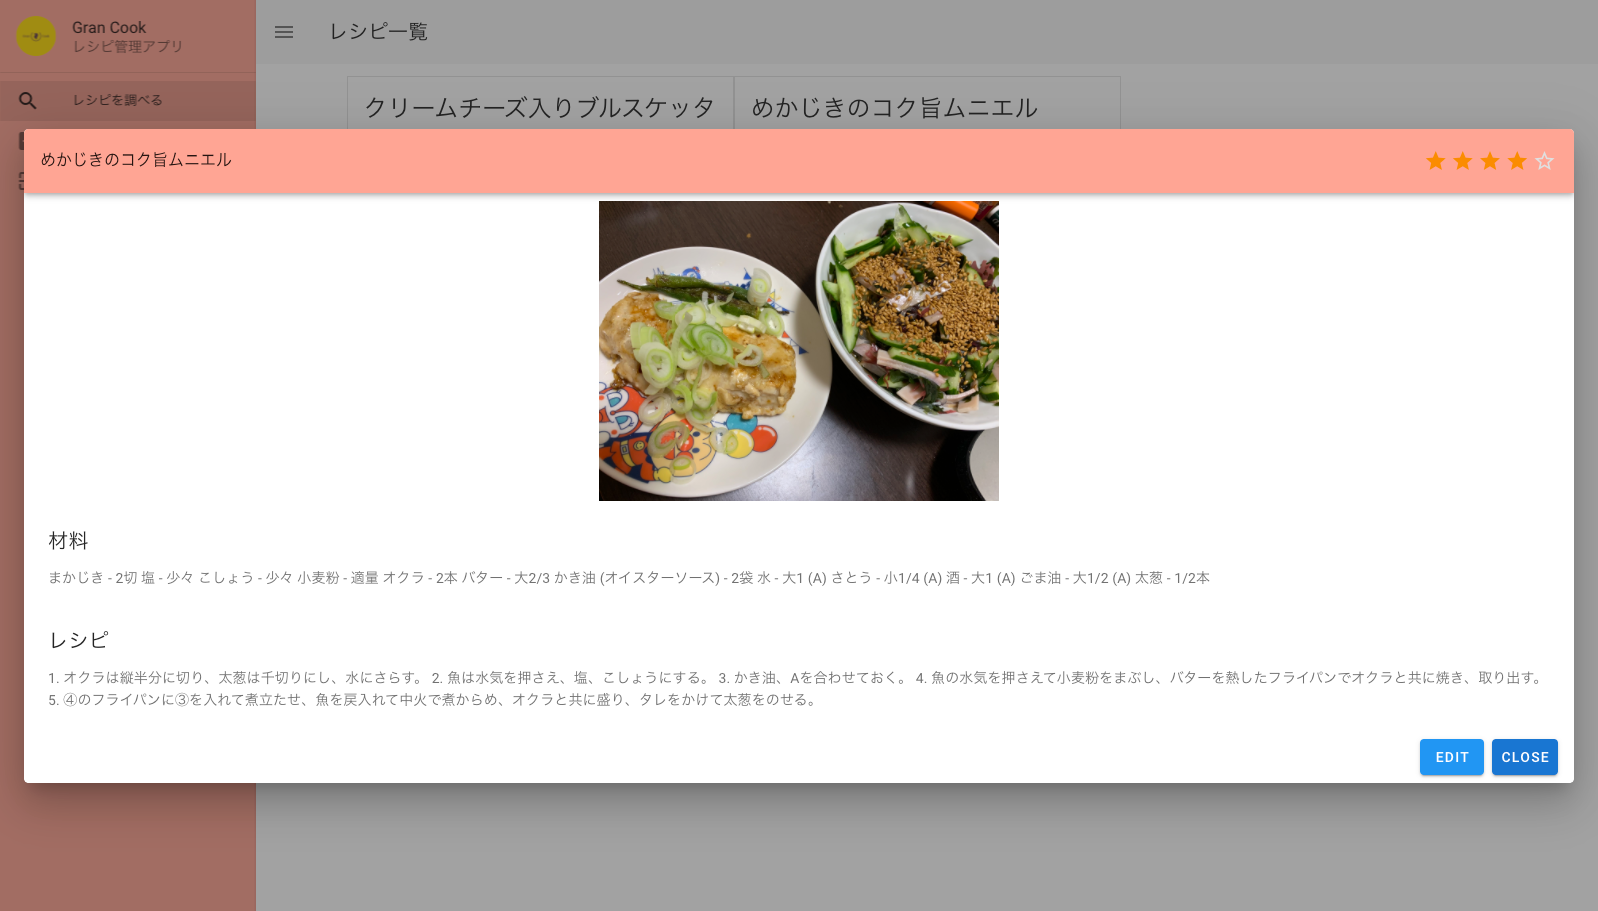 Gran Cook
レシピ管理アプリ
レシピ一覧
レシピを調べる
クリームチーズ入りブルスケッタ
めかじきのコク旨ムニエル
めかじきのコク旨ムニエル
材料
まかじき - 2切 塩 - 少々 こしょう - 少々 小麦粉 - 適量 オクラ - 2本 バター - 大2/3 かき油 (オイスターソース) - 2袋 水 - 大1 (A) さとう - 小1/4 (A) 酒 - 大1 (A) ごま油 - 大1/2 (A) 太葱 - 1/2本
レシピ
1. オクラは縦半分に切り、太葱は千切りにし、水にさらす。 2. 魚は水気を押さえ、塩、こしょうにする。 3. かき油、Aを合わせておく。 4. 魚の水気を押さえて小麦粉をまぶし、バターを熱したフライパンでオクラと共に焼き、取り出す。
5. ④のフライパンに③を入れて煮立たせ、魚を戻入れて中火で煮からめ、オクラと共に盛り、タレをかけて太葱をのせる。
EDIT
CLOSE